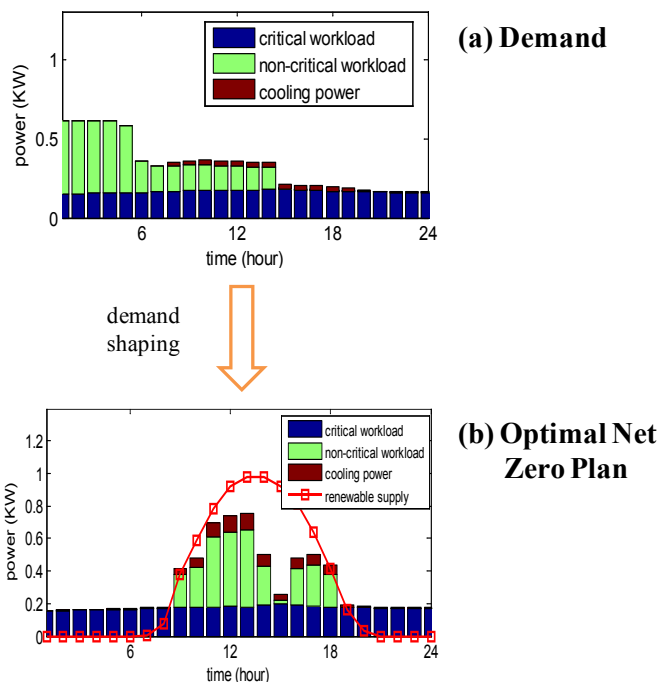 (a) Demand
critical workload
non-critical workload
cooling power
power (KW)
1
0.5
0
6
12
18
24
time (hour)
demand
shaping
(b) Optimal Net
Zero Plan
critical workload
non-critical workload
cooling power
renewable supply
power (KW)
1.2
1
0.8
0.6
0.4
0.2
0
6
12
18
24
time (hour)